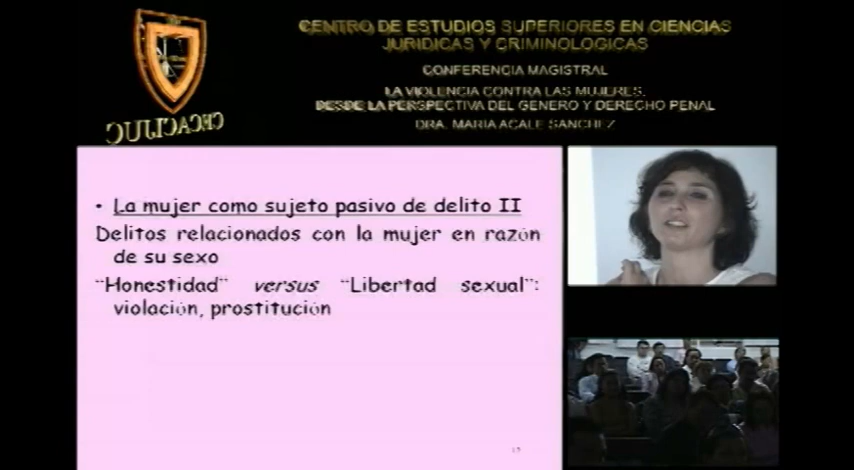 CENTRO DE ESTUDIOS SUPERIORES EN CIENCIAS
JURIDICAS Y CRIMINOLOGICAS
CONFERENCIA MAGISTRAL
LA VIOLENCIA CONTRA LAS MUJERES.
DESDE LA PERSPECTIVA DEL GENERO Y DERECHO PENAL
DRA. MARIA ACALE SANCHEZ
• La mujer como sujeto pasivo de delito II
Delitos relacionados con la mujer en razón
de su sexo
"Honestidad" versus "Libertad sexual":
violación, prostitución